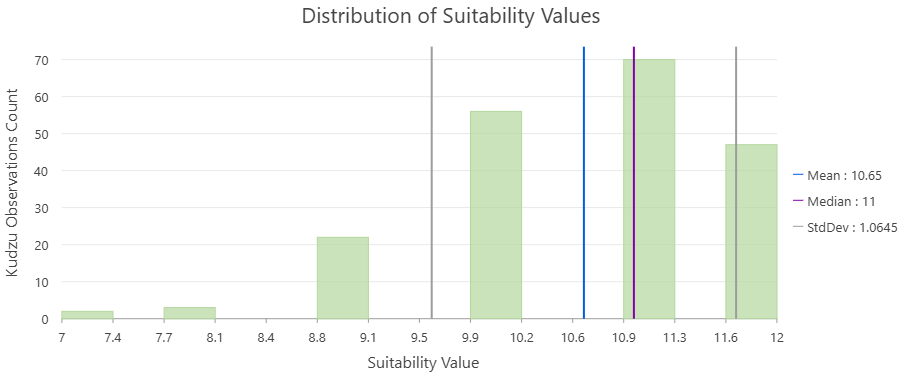 Distribution of Suitability Values
Kudzu Observations Count
70
60
50
40
30
20
10
0
7 7.4 7.7 8.1 8.4 8.8 9.1 9.5 9.9 10.2 10.6 10.9 11.3 11.6 12
Suitability Value
Mean : 10.65
Median : 11
StdDev : 1.0645